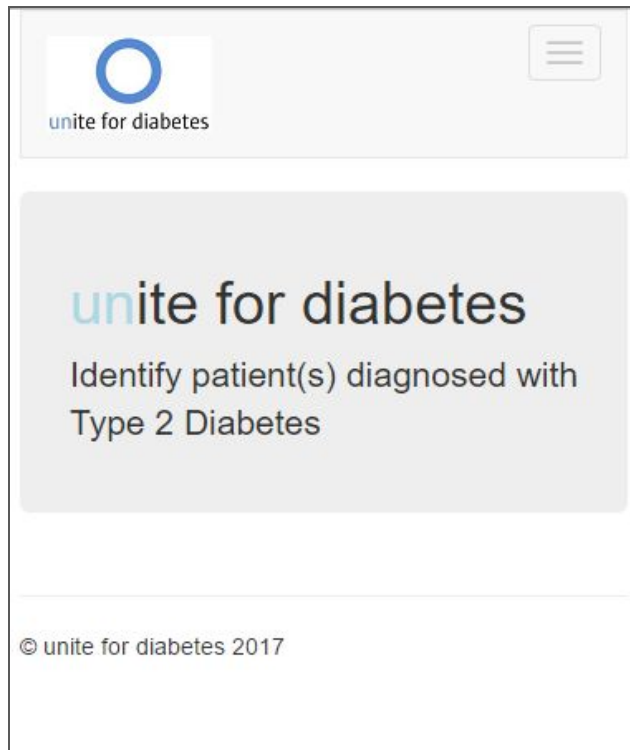 unite for diabetes
unite for diabetes
Identify patient(s) diagnosed with
Type 2 Diabetes
© unite for diabetes 2017